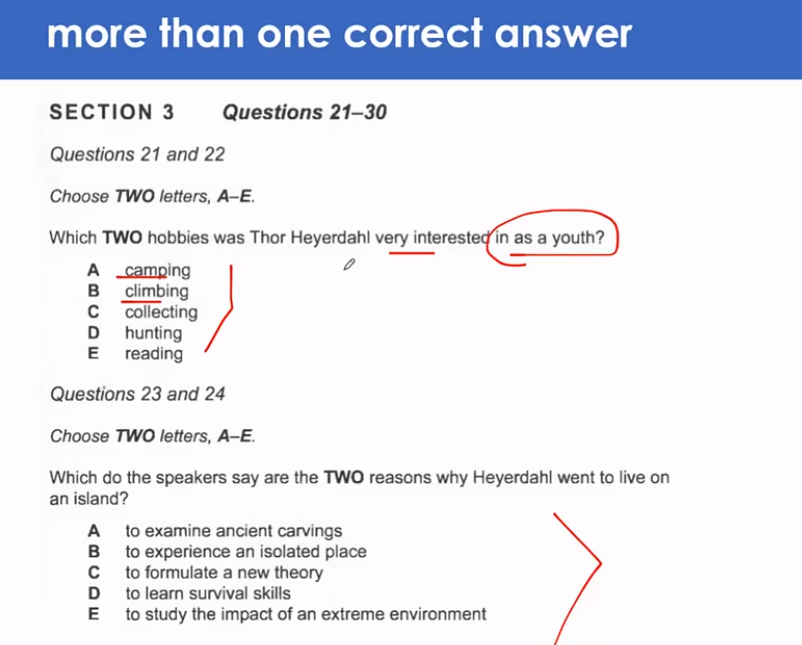 more than one correct answer
SECTION 3 Questions 21–30
Questions 21 and 22
Choose TWO letters, A–E.
Which TWO hobbies was Thor Heyerdahl very interested in as a youth?
A camping
B climbing
C collecting
D hunting
E reading
Questions 23 and 24
Choose TWO letters, A–E.
Which do the speakers say are the TWO reasons why Heyerdahl went to live on
an island?
A to examine ancient carvings
B to experience an isolated place
C to formulate a new theory
D to learn survival skills
E to study the impact of an extreme environment